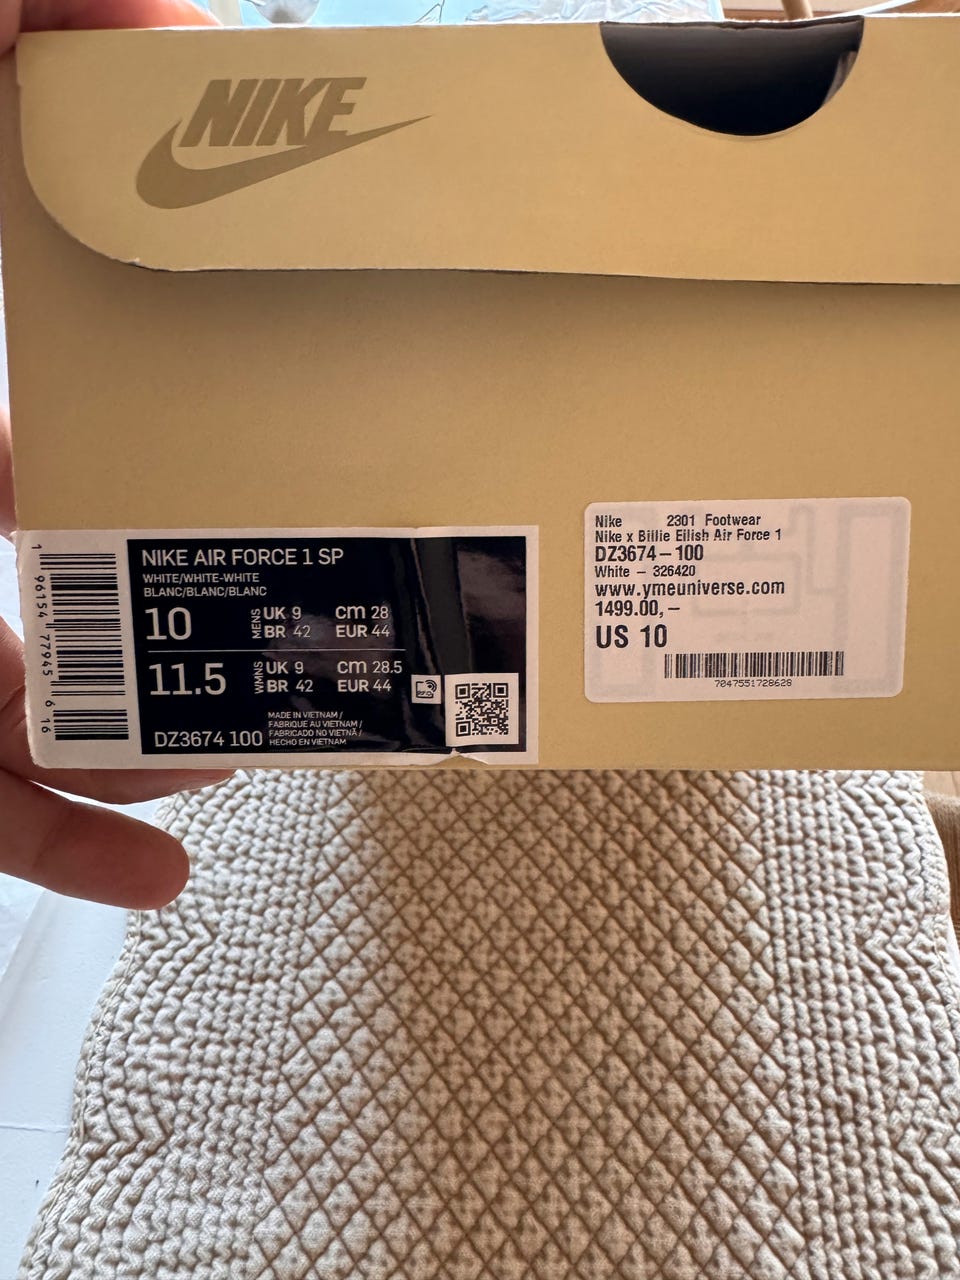 NIKE
NIKE AIR FORCE 1 SP
WHITE/WHITE-WHITE
BLANC/BLANC/BLANC
10 MENS UK 9 CM 28
BR 42 EUR 44
11.5 WMNS UK 9 CM 28.5
BR 42 EUR 44
MADE IN VIETNAM /
FABRIQUE AU VIETNAM /
FABRICADO NO VIETNÃ /
HECHO EN VIETNAM
DZ3674 100
1 96154 77945 6 16
Nike 2301 Footwear
Nike x Billie Eilish Air Force 1
DZ3674-100
White - 326420
www.ymeuniverse.com
1499.00,-
US 10
7047551728628